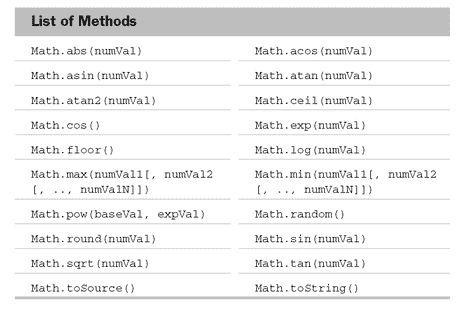 List of Methods
Math.abs(numVal) Math.acos(numVal)
Math.asin(numVal) Math.atan(numVal)
Math.atan2(numVal) Math.ceil(numVal)
Math.cos() Math.exp(numVal)
Math.floor() Math.log(numVal)
Math.max(numVal1[, numVal2 Math.min(numVal1[, numVal2
[, .., numValN]]) [, .., numValN]])
Math.pow(baseVal, expVal) Math.random()
Math.round(numVal) Math.sin(numVal)
Math.sqrt(numVal) Math.tan(numVal)
Math.toSource() Math.toString()